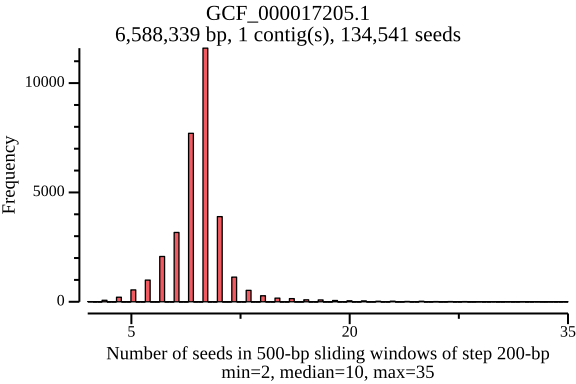 GCF_000017205.1
6,588,339 bp, 1 contig(s), 134,541 seeds
10000
5000
0
Frequency
5
20
35
Number of seeds in 500-bp sliding windows of step 200-bp
min=2, median=10, max=35